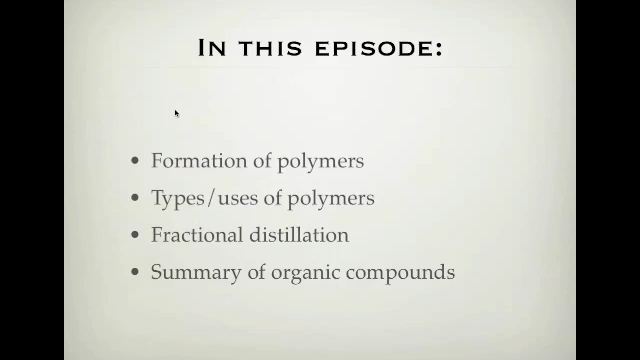 IN THIS EPISODE:
• Formation of polymers
• Types/uses of polymers
• Fractional distillation
• Summary of organic compounds